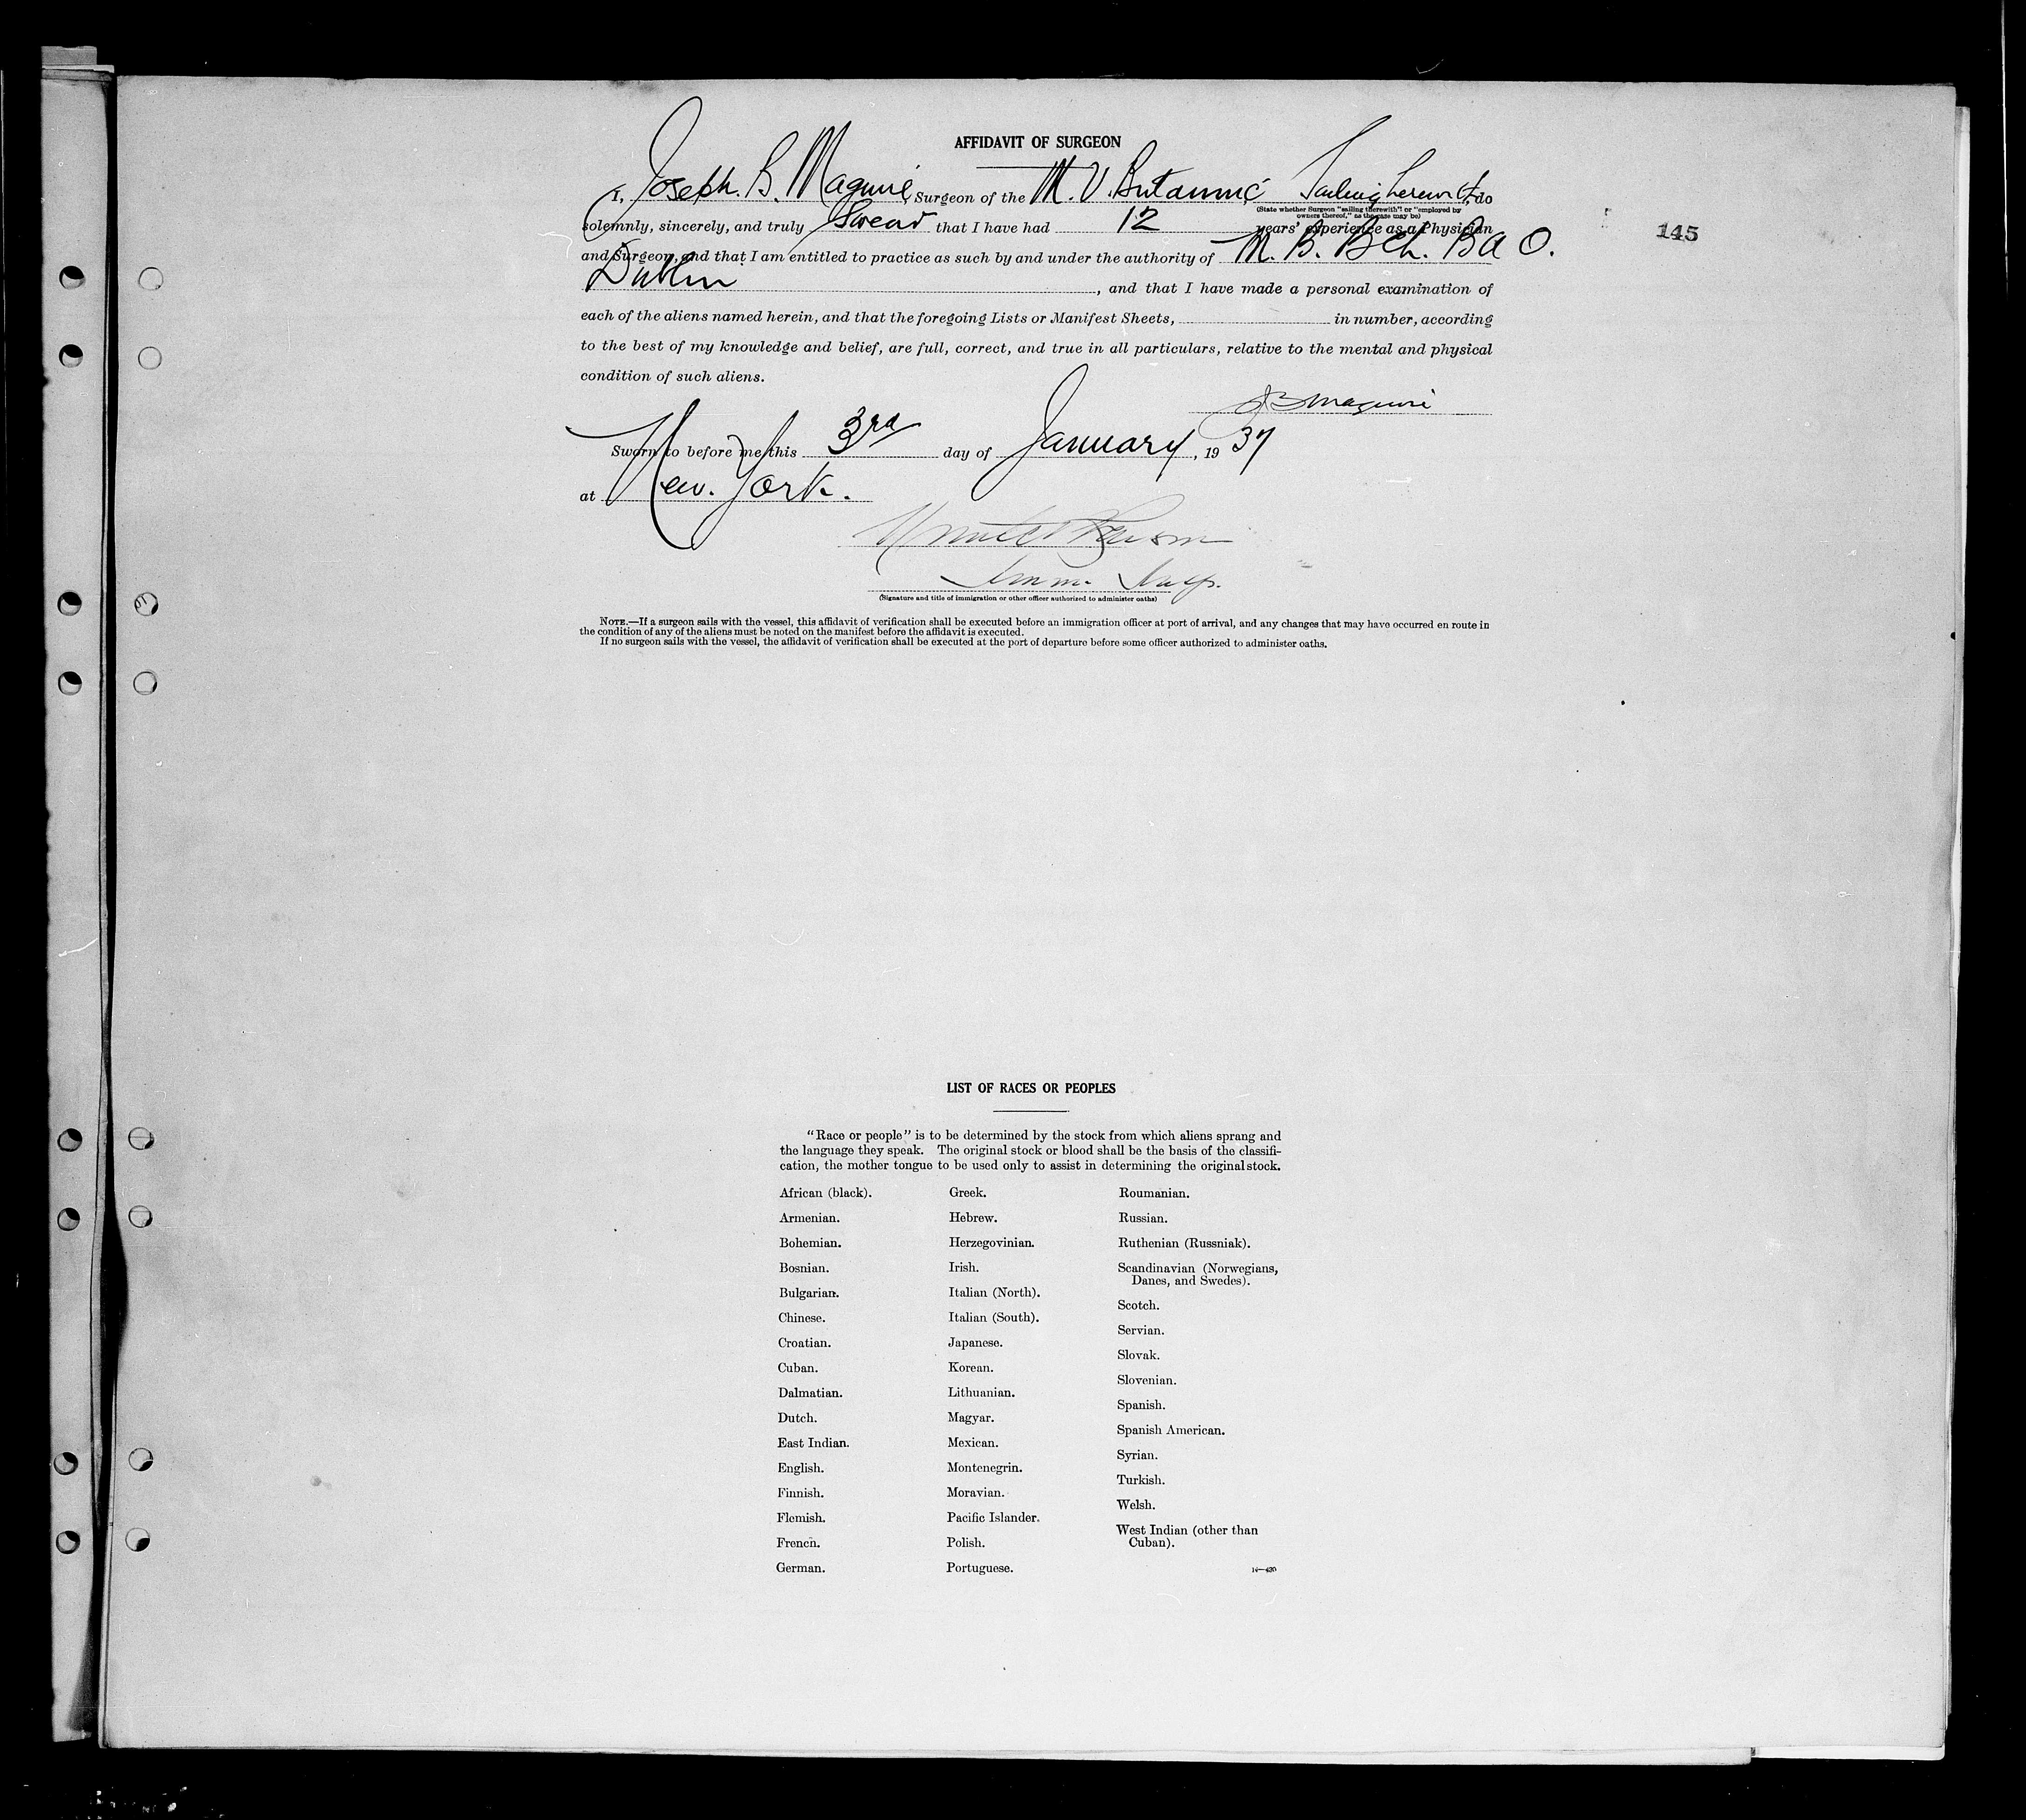 AFFIDAVIT OF SURGEON
I, Joseph. B. Maguire, Surgeon of the M. V. Britannic Sailing herewith, do
(State whether Surgeon "sailing therewith" or "employed by
owners thereof," as the case may be)
solemnly, sincerely, and truly Swear that I have had 12 years' experience as a Physician
145
and Surgeon, and that I am entitled to practice as such by and under the authority of M. B. Bch. B A O.
Dublin, and that I have made a personal examination of
each of the aliens named herein, and that the foregoing Lists or Manifest Sheets, in number, according
to the best of my knowledge and belief, are full, correct, and true in all particulars, relative to the mental and physical
condition of such aliens.
J B Maguire
Sworn to before me this 3rd day of January, 1937
at New. York.
Imm. Insp.
(Signature and title of immigration or other officer authorized to administer oaths)
NOTE.—If a surgeon sails with the vessel, this affidavit of verification shall be executed before an immigration officer at port of arrival, and any changes that may have occurred en route in
the condition of any of the aliens must be noted on the manifest before the affidavit is executed.
If no surgeon sails with the vessel, the affidavit of verification shall be executed at the port of departure before some officer authorized to administer oaths.
LIST OF RACES OR PEOPLES
"Race or people" is to be determined by the stock from which aliens sprang and
the language they speak. The original stock or blood shall be the basis of the classifi-
cation, the mother tongue to be used only to assist in determining the original stock.
African (black).
Armenian.
Bohemian.
Bosnian.
Bulgarian.
Chinese.
Croatian.
Cuban.
Dalmatian.
Dutch.
East Indian.
English.
Finnish.
Flemish.
French.
German.
Greek.
Hebrew.
Herzegovinian.
Irish.
Italian (North).
Italian (South).
Japanese.
Korean.
Lithuanian.
Magyar.
Mexican.
Montenegrin.
Moravian.
Pacific Islander.
Polish.
Portuguese.
Roumanian.
Russian.
Ruthenian (Russniak).
Scandinavian (Norwegians,
Danes, and Swedes).
Scotch.
Servian.
Slovak.
Slovenian.
Spanish.
Spanish American.
Syrian.
Turkish.
Welsh.
West Indian (other than
Cuban).